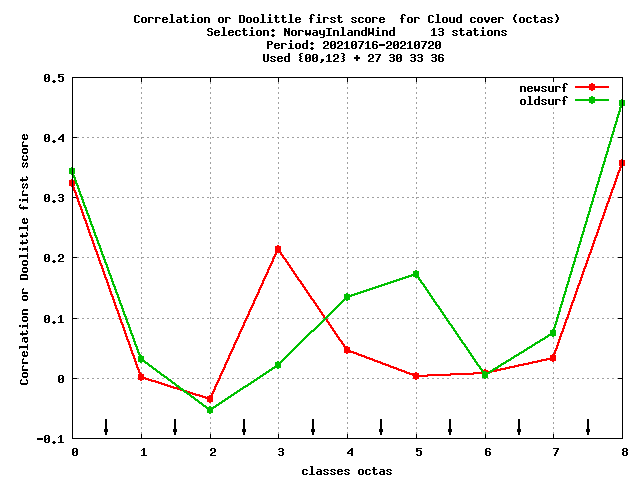 Correlation or Doolittle first score  for Cloud cover (octas)
Selection: NorwayInlandWind     13 stations
Period: 20210716-20210720
Used {00,12} + 27 30 33 36
newsurf
oldsurf
0.5
0.4
0.3
0.2
0.1
0
-0.1
Correlation or Doolittle first score
0 1 2 3 4 5 6 7 8
classes octas